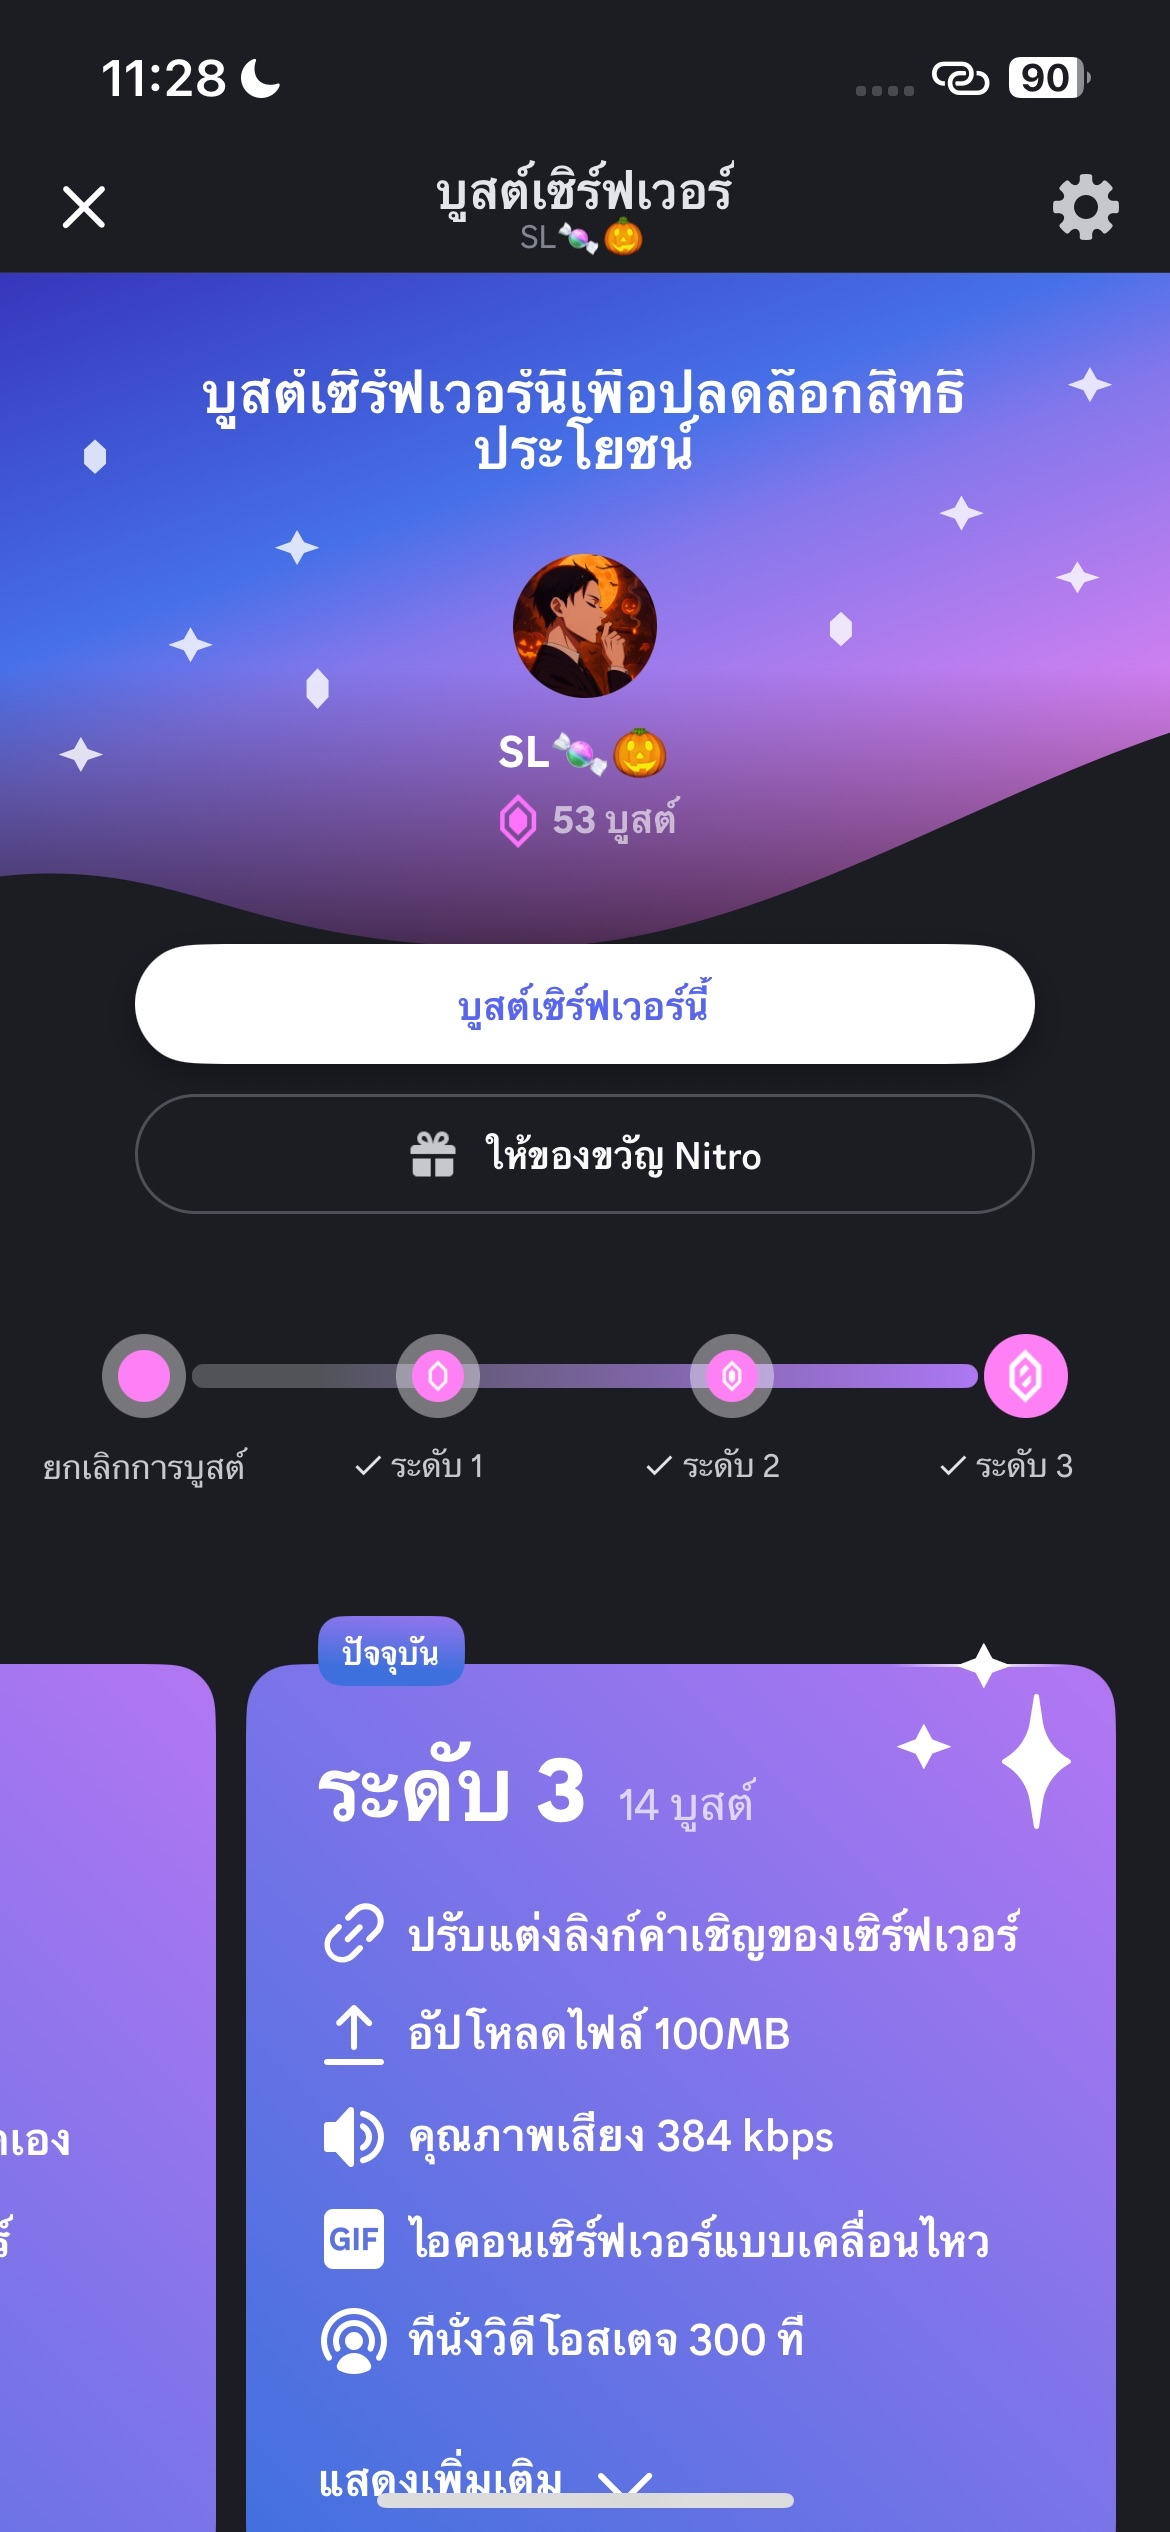 11:28
90
บูสต์เซิร์ฟเวอร์
SL🍬🎃
บูสต์เซิร์ฟเวอร์นี้เพื่อปลดล็อกสิทธิ
ประโยชน์
SL🍬🎃
53 บูสต์
บูสต์เซิร์ฟเวอร์นี้
ให้ของขวัญ Nitro
ยกเลิกการบูสต์
ระดับ 1
ระดับ 2
ระดับ 3
ปัจจุบัน
ระดับ 3 14 บูสต์
ปรับแต่งลิงก์คำเชิญของเซิร์ฟเวอร์
อัปโหลดไฟล์ 100MB
คุณภาพเสียง 384 kbps
GIF ไอคอนเซิร์ฟเวอร์แบบเคลื่อนไหว
ที่นั่งวิดีโอสเตจ 300 ที่
แสดงเพิ่มเติม